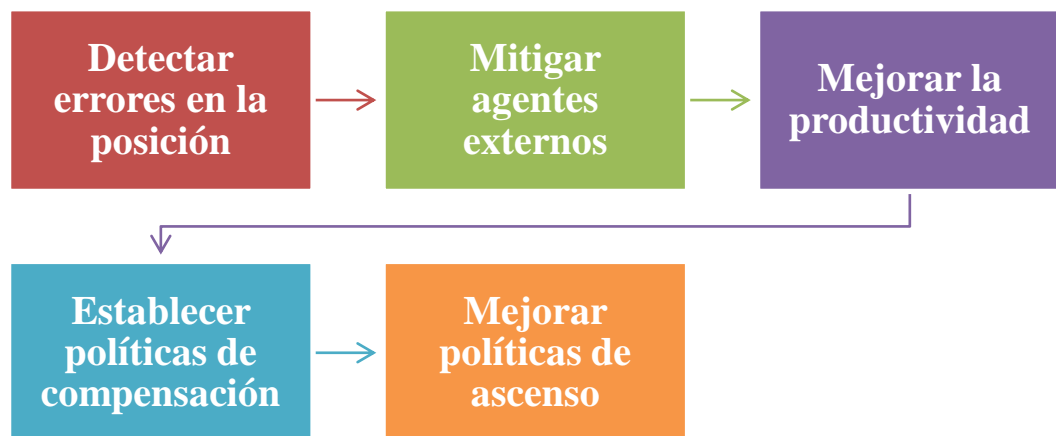 Detectar
errores en la
posición
Mitigar
agentes
externos
Mejorar la
productividad
Establecer
políticas de
compensación
Mejorar
políticas de
ascenso